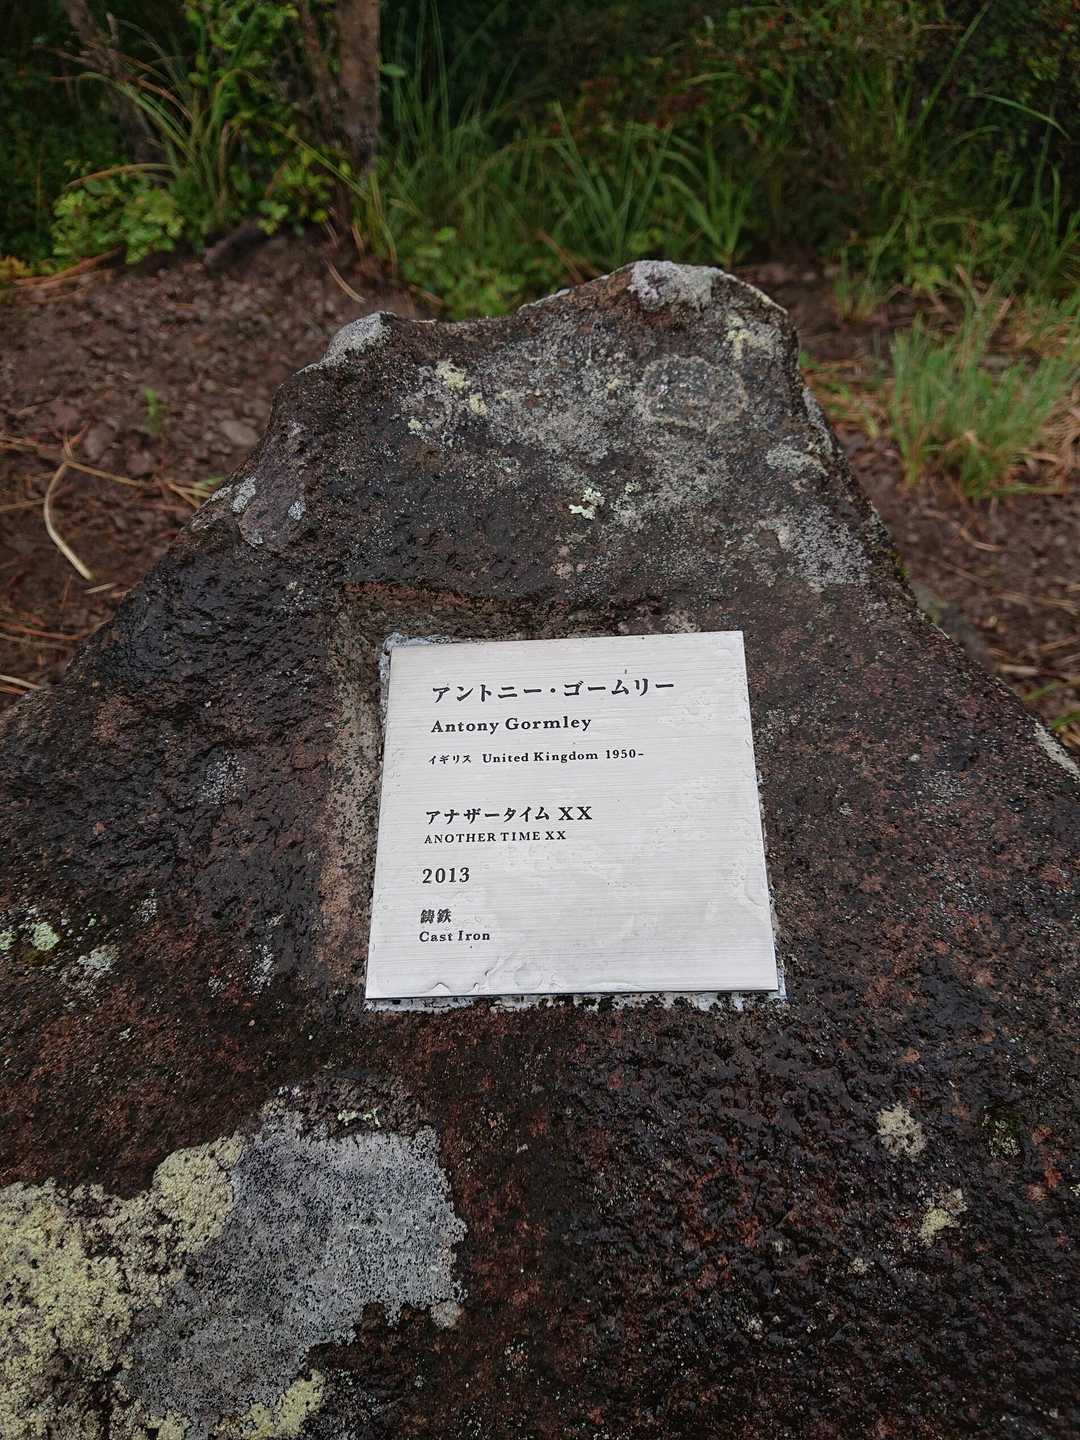 アントニー・ゴームリー
Antony Gormley
イギリス United Kingdom 1950-
アナザータイム XX
ANOTHER TIME XX
2013
鋳鉄
Cast Iron